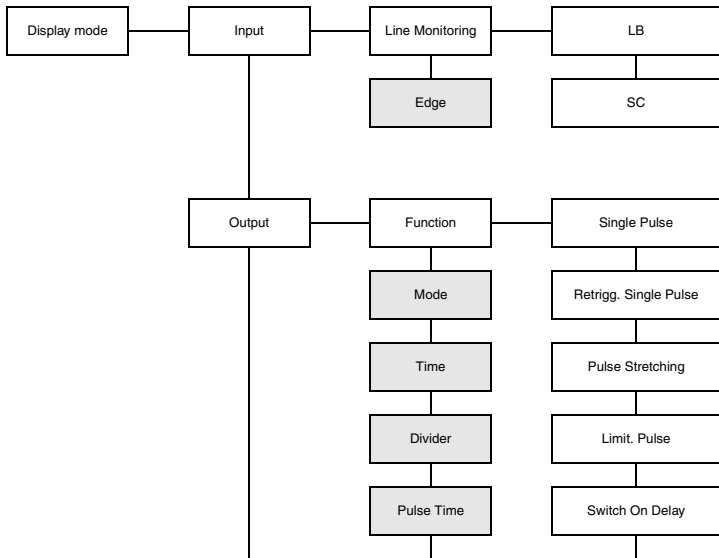 Display mode
Input
Line Monitoring
LB
Edge
SC
Output
Function
Single Pulse
Mode
Retrigg. Single Pulse
Time
Pulse Stretching
Divider
Limit. Pulse
Pulse Time
Switch On Delay